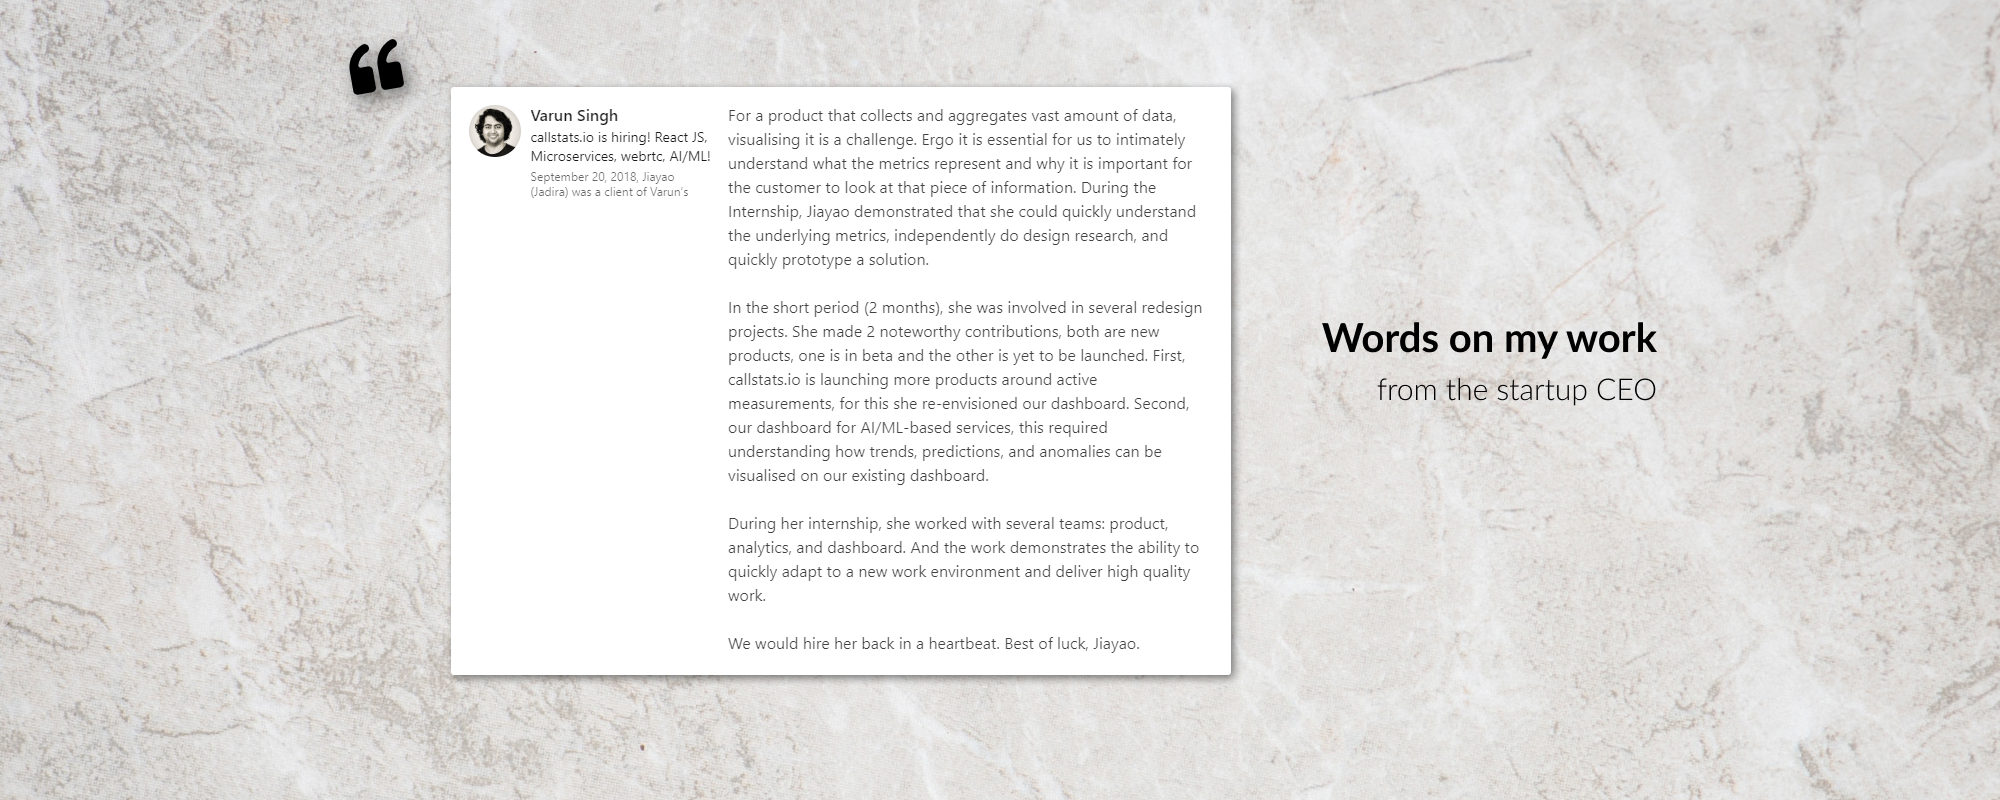 “
Varun Singh
callstats.io is hiring! React JS,
Microservices, webrtc, AI/ML!
September 20, 2018, Jiayao
(Jadira) was a client of Varun's
For a product that collects and aggregates vast amount of data,
visualising it is a challenge. Ergo it is essential for us to intimately
understand what the metrics represent and why it is important for
the customer to look at that piece of information. During the
Internship, Jiayao demonstrated that she could quickly understand
the underlying metrics, independently do design research, and
quickly prototype a solution.
In the short period (2 months), she was involved in several redesign
projects. She made 2 noteworthy contributions, both are new
products, one is in beta and the other is yet to be launched. First,
callstats.io is launching more products around active
measurements, for this she re-envisioned our dashboard. Second,
our dashboard for AI/ML-based services, this required
understanding how trends, predictions, and anomalies can be
visualised on our existing dashboard.
During her internship, she worked with several teams: product,
analytics, and dashboard. And the work demonstrates the ability to
quickly adapt to a new work environment and deliver high quality
work.
We would hire her back in a heartbeat. Best of luck, Jiayao.
Words on my work
from the startup CEO